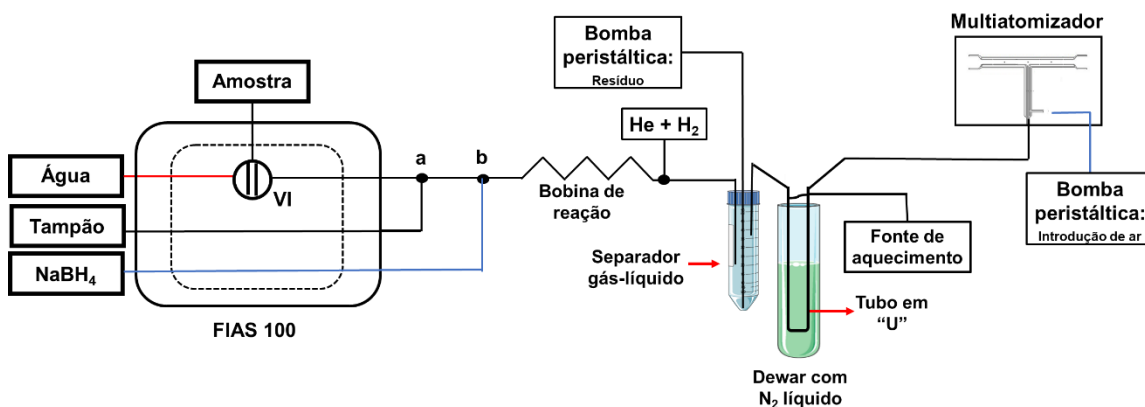 Multiatomizador
Bomba
peristáltica:
Resíduo
Amostra
He + H₂
Água
VI
a
b
Bobina de
reação
Tampão
NaBH₄
FIAS 100
Separador
gás-líquido
Fonte de
aquecimento
Bomba
peristáltica:
Introdução de ar
Tubo em
“U”
Dewar com
N₂ líquido